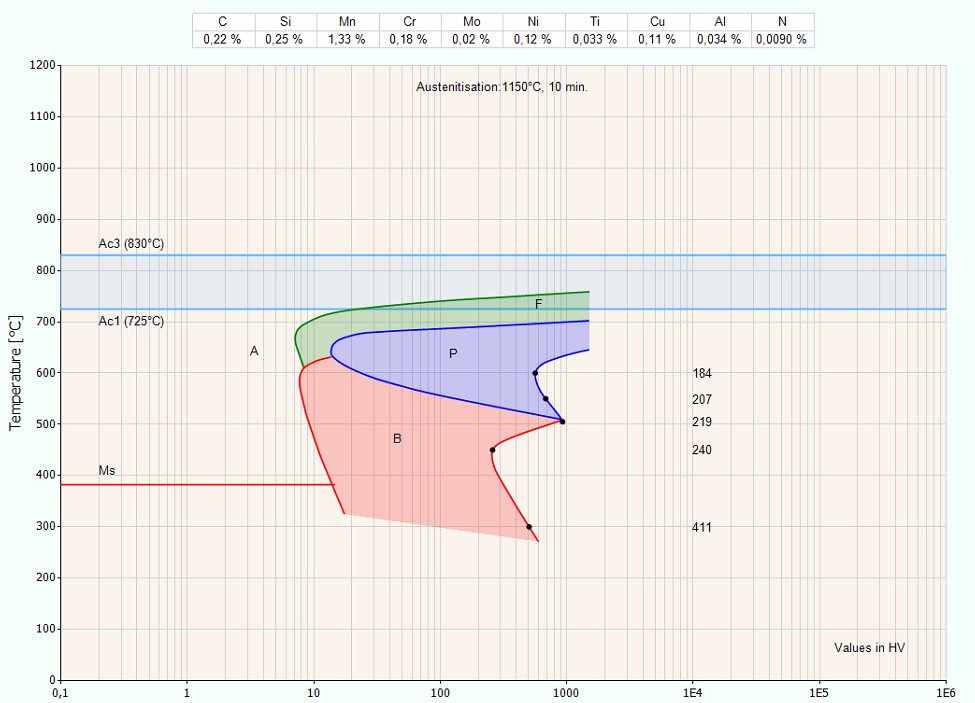 C Si Mn Cr Mo Ni Ti Cu Al N
0,22 % 0,25 % 1,33 % 0,18 % 0,02 % 0,12 % 0,033 % 0,11 % 0,034 % 0,0090 %
1200
Austenitisation:1150°C, 10 min.
1100
1000
900
Ac3 (830°C)
800
F
700
Ac1 (725°C)
A
P
600
184
207
500
219
B
240
Ms
400
300
411
200
100
Values in HV
0
Temperature [°C]
0,1 1 10 100 1000 1E4 1E5 1E6